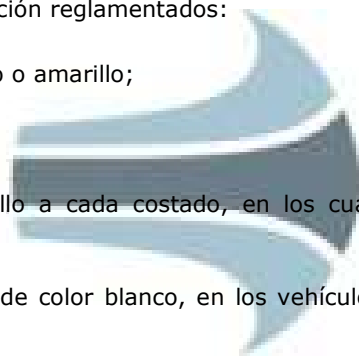 ción reglamentados:
o o amarillo;
llo a cada costado, en los cua
de color blanco, en los vehícul